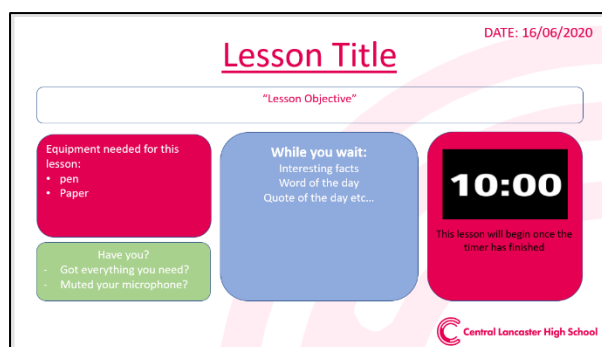 DATE: 16/06/2020
Lesson Title
"Lesson Objective"
Equipment needed for this
lesson:
• pen
• Paper
Have you?
- Got everything you need?
- Muted your microphone?
While you wait:
Interesting facts
Word of the day
Quote of the day etc...
10:00
This lesson will begin once the
timer has finished
Central Lancaster High School